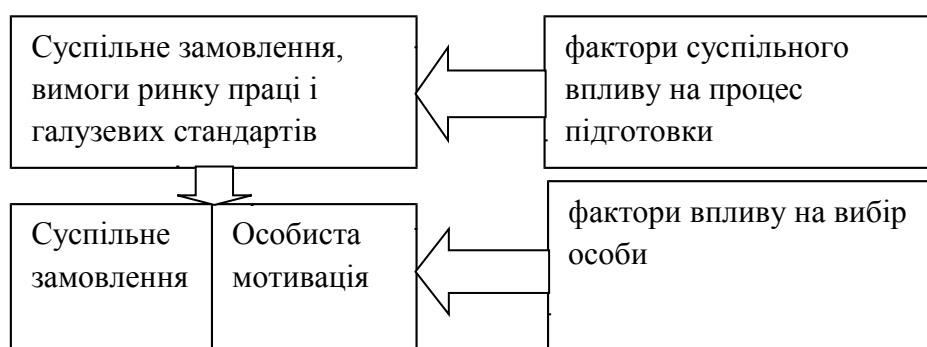 Суспільне замовлення,
вимоги ринку праці і
галузевих стандартів
фактори суспільного
впливу на процес
підготовки
Суспільне
замовлення
Особиста
мотивація
фактори впливу на вибір
особи